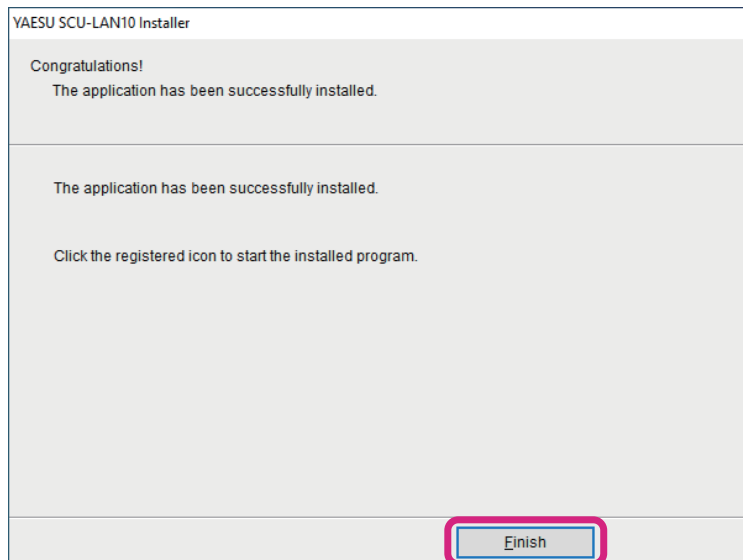 YAESU SCU-LAN10 Installer
Congratulations!
The application has been successfully installed.
The application has been successfully installed.
Click the registered icon to start the installed program.
Finish